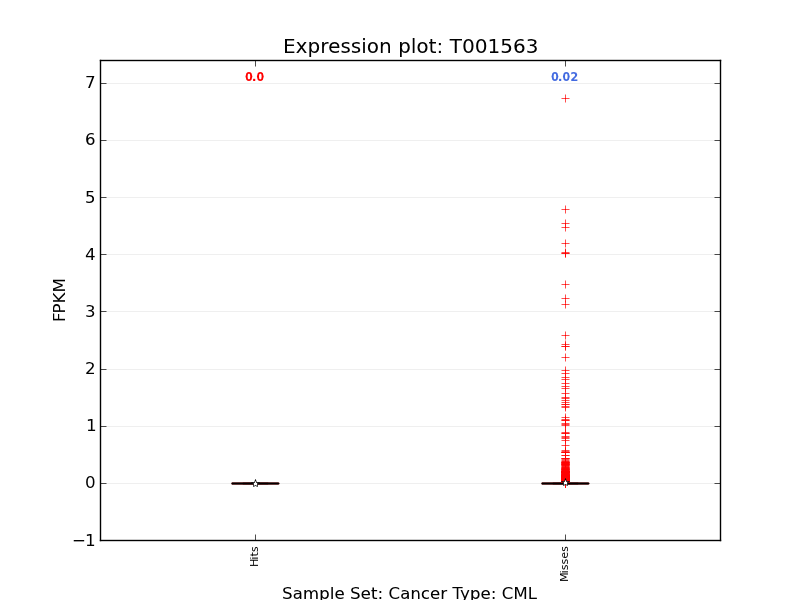 Expression plot: T001563
0.0 0.02
7
6
5
4
3
2
1
0
−1
FPKM
Hits
Misses
Sample Set: Cancer Type: CML